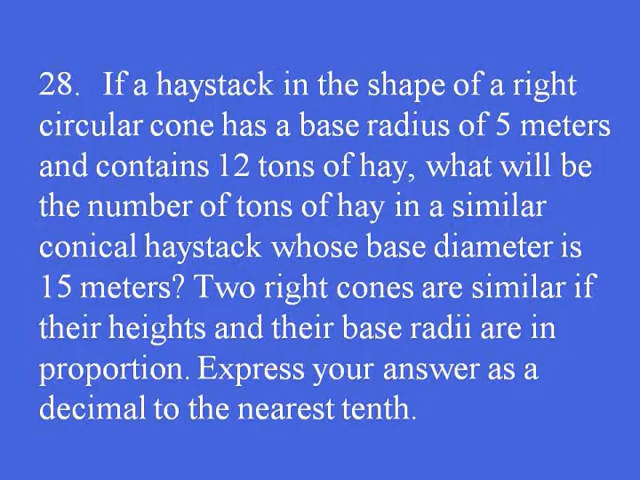 28. If a haystack in the shape of a right
circular cone has a base radius of 5 meters
and contains 12 tons of hay, what will be
the number of tons of hay in a similar
conical haystack whose base diameter is
15 meters? Two right cones are similar if
their heights and their base radii are in
proportion. Express your answer as a
decimal to the nearest tenth.